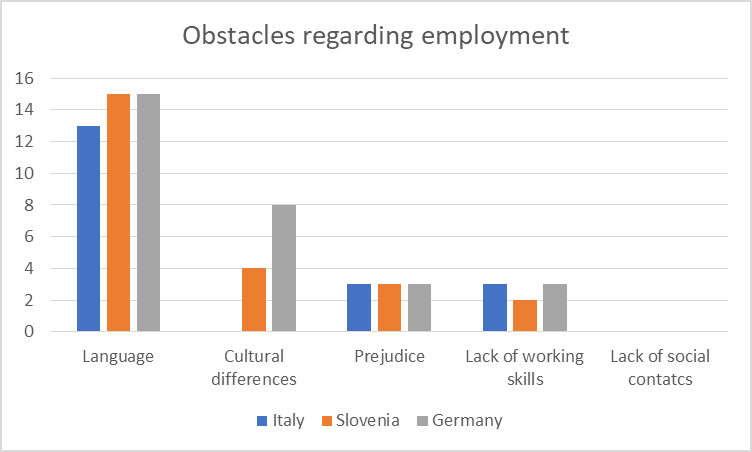 Obstacles regarding employment
16
14
12
10
8
6
4
2
0
Language
Cultural
differences
Prejudice
Lack of working
skills
Lack of social
contatcs
Italy Slovenia Germany